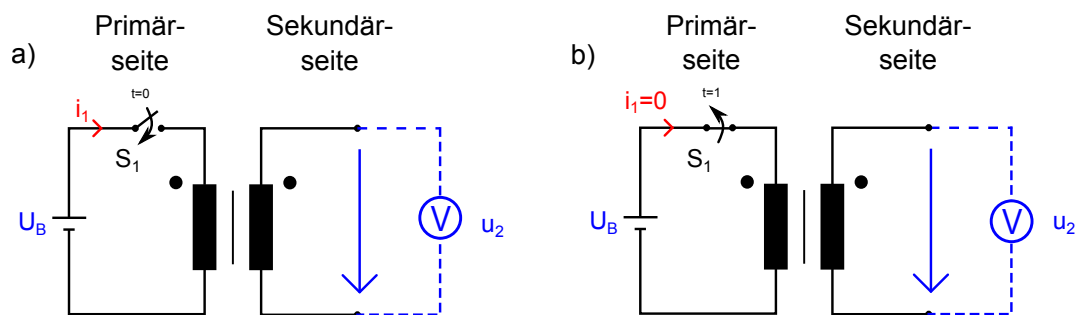 a)
Primär-
seite
Sekundär-
seite
t=0
i1
S1
UB
V
u2
b)
Primär-
seite
Sekundär-
seite
t=1
i1=0
S1
UB
V
u2